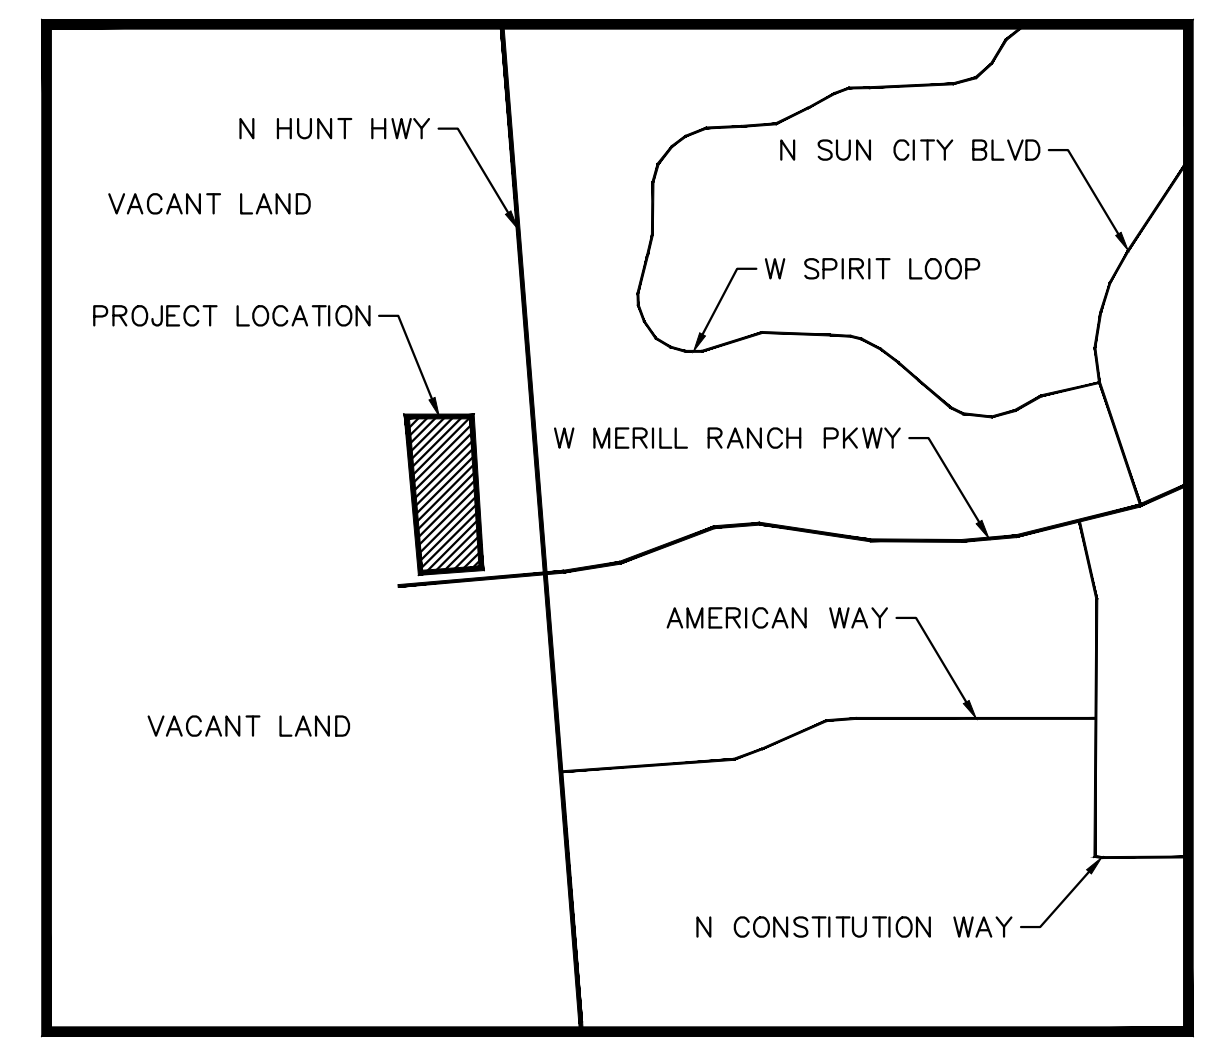 N HUNT HWY
N SUN CITY BLVD
VACANT LAND
W SPIRIT LOOP
PROJECT LOCATION
W MERILL RANCH PKWY
AMERICAN WAY
VACANT LAND
N CONSTITUTION WAY